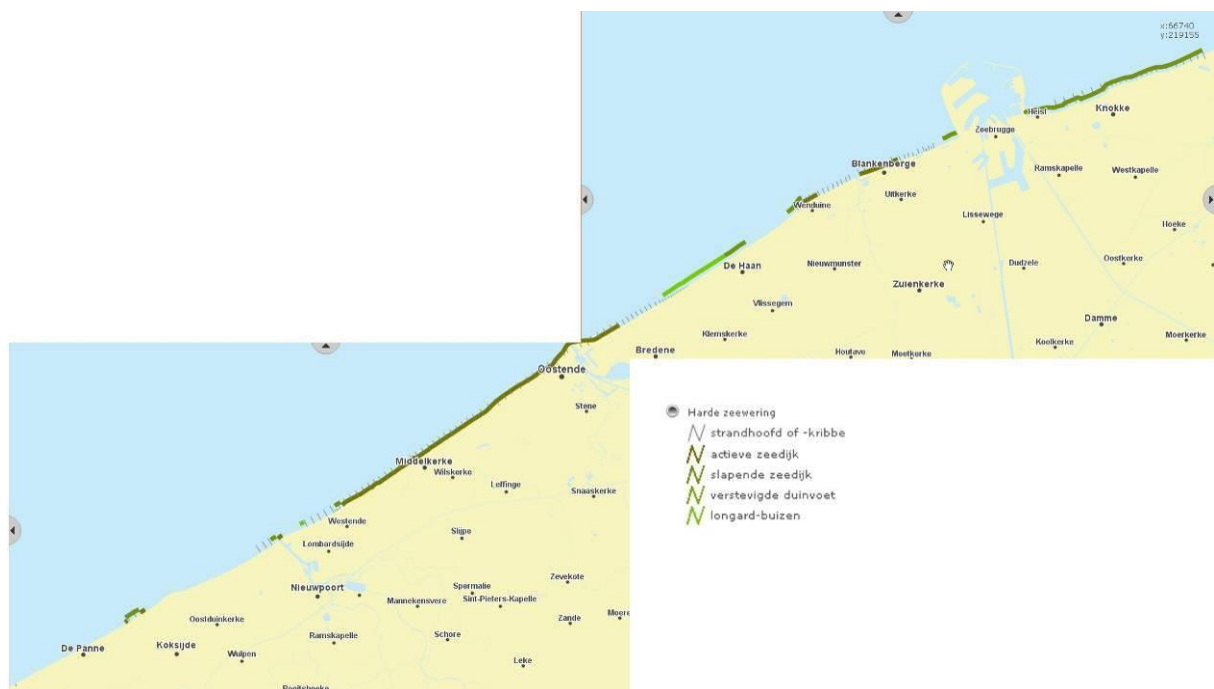 x:66740
y:219155
Heist
Knokke
Zeebrugge
Blankenberge
Ramskapelle
Westkapelle
Uitkerke
Wenduine
Lissewege
Hoeke
De Haan
Nieuwmunster
Dudzele
Oostkerke
Zuienkerke
Vlissegem
Damme
Klemskerke
Koolkerke
Moerkerke
Bredene
Houtave
Meetkerke
Oostende
Stene
Harde zeewering
strandhoofd of -kribbe
actieve zeedijk
slapende zeedijk
verstevigde duinvoet
longard-buizen
Middelkerke
Wilskerke
Leffinge
Snaaskerke
Westende
Slijpe
Lombardsijde
Zevekote
Nieuwpoort
Spermalie
Mannekensvere
Sint-Pieters-Kapelle
Moere
Oostduinkerke
Zande
Ramskapelle
Schore
De Panne
Koksijde
Wulpen
Leke